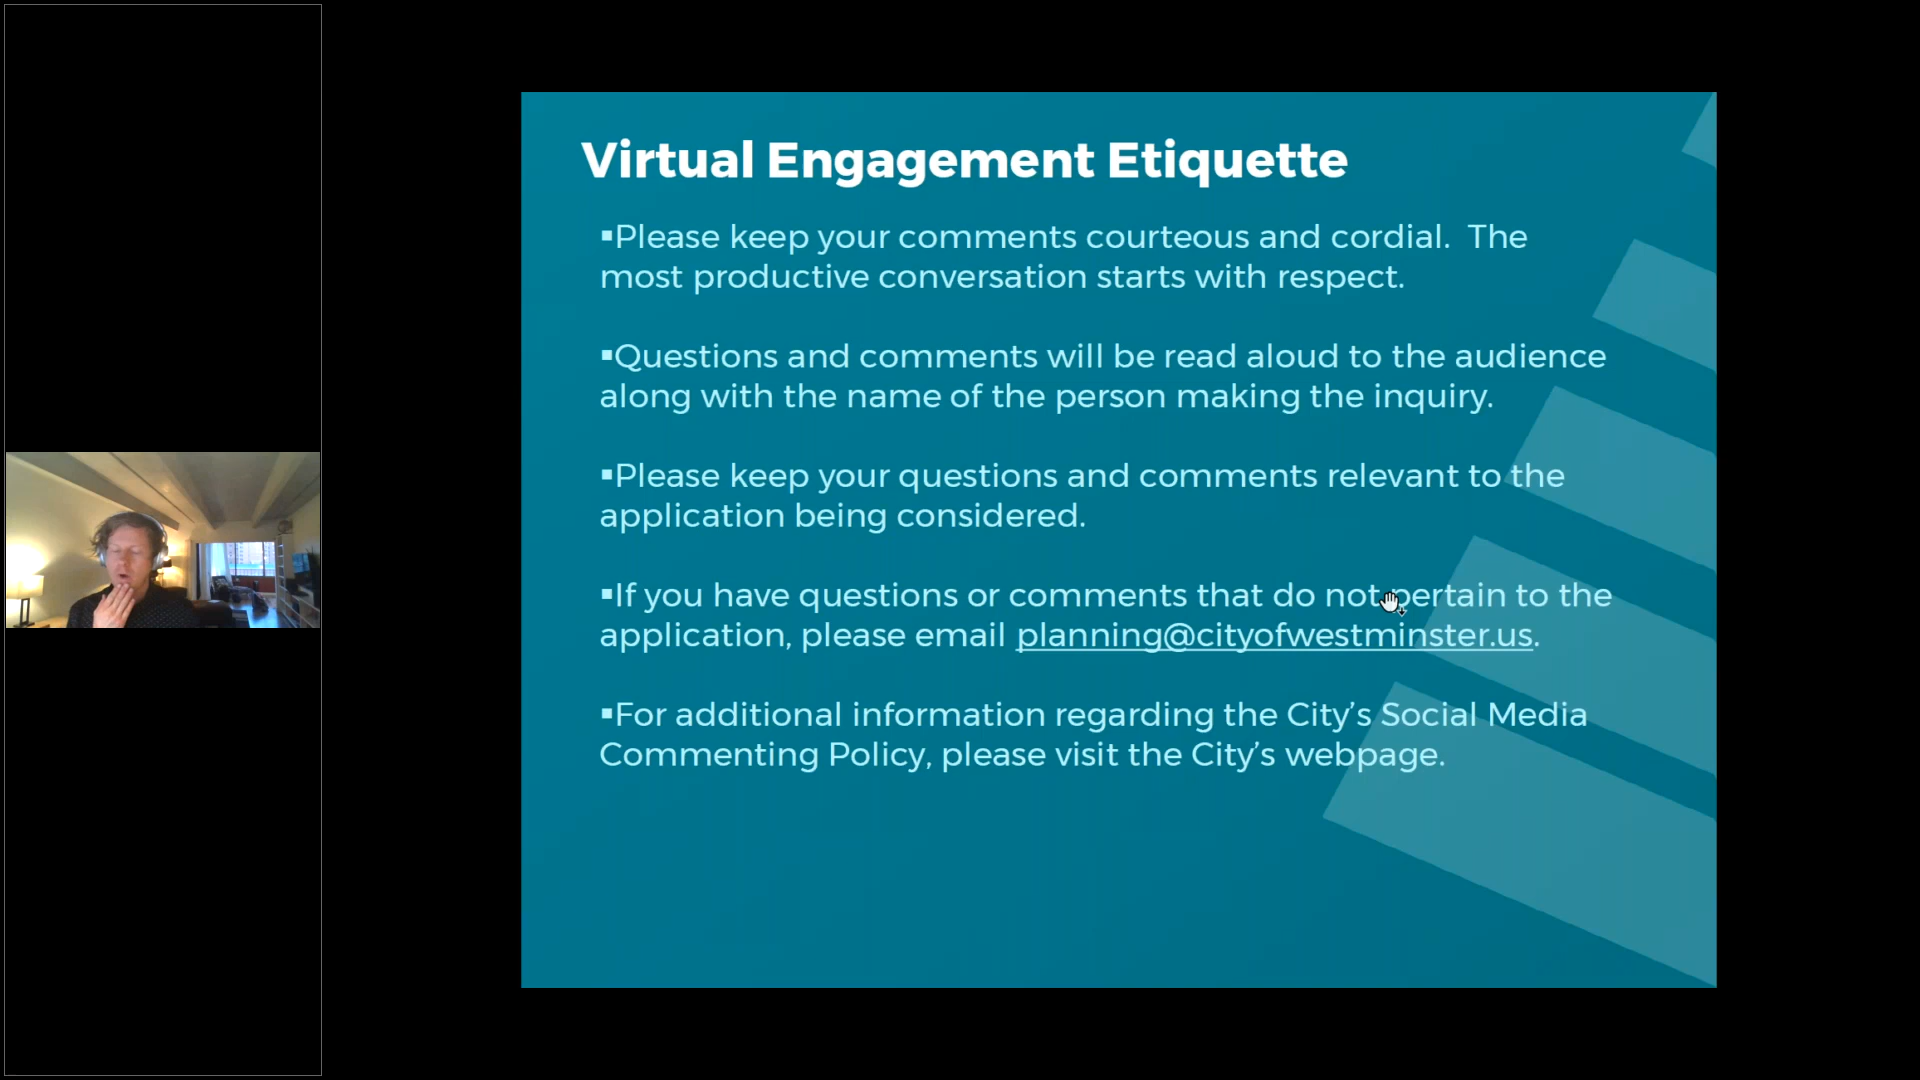 Virtual Engagement Etiquette
▪Please keep your comments courteous and cordial.  The
most productive conversation starts with respect.
▪Questions and comments will be read aloud to the audience
along with the name of the person making the inquiry.
▪Please keep your questions and comments relevant to the
application being considered.
▪If you have questions or comments that do not pertain to the
application, please email planning@cityofwestminster.us.
▪For additional information regarding the City’s Social Media
Commenting Policy, please visit the City’s webpage.